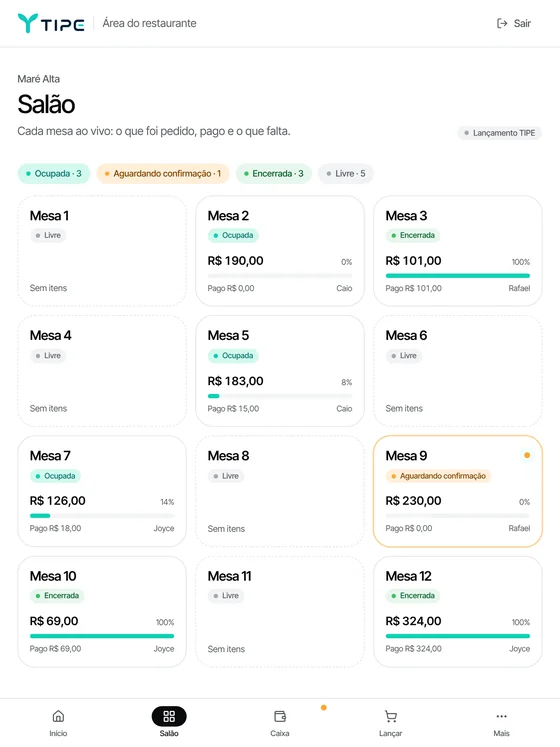 TIPE Área do restaurante Sair
Maré Alta
Salão
Cada mesa ao vivo: o que foi pedido, pago e o que falta.
Lançamento TIPE
Ocupada · 3 Aguardando confirmação · 1 Encerrada · 3 Livre · 5
Mesa 1
Livre
Sem itens
Mesa 2
Ocupada
R$ 190,00 0%
Pago R$ 0,00 Caio
Mesa 3
Encerrada
R$ 101,00 100%
Pago R$ 101,00 Rafael
Mesa 4
Livre
Sem itens
Mesa 5
Ocupada
R$ 183,00 8%
Pago R$ 15,00 Caio
Mesa 6
Livre
Sem itens
Mesa 7
Ocupada
R$ 126,00 14%
Pago R$ 18,00 Joyce
Mesa 8
Livre
Sem itens
Mesa 9
Aguardando confirmação
R$ 230,00 0%
Pago R$ 0,00 Rafael
Mesa 10
Encerrada
R$ 69,00 100%
Pago R$ 69,00 Joyce
Mesa 11
Livre
Sem itens
Mesa 12
Encerrada
R$ 324,00 100%
Pago R$ 324,00 Joyce
Início Salão Caixa Lançar Mais